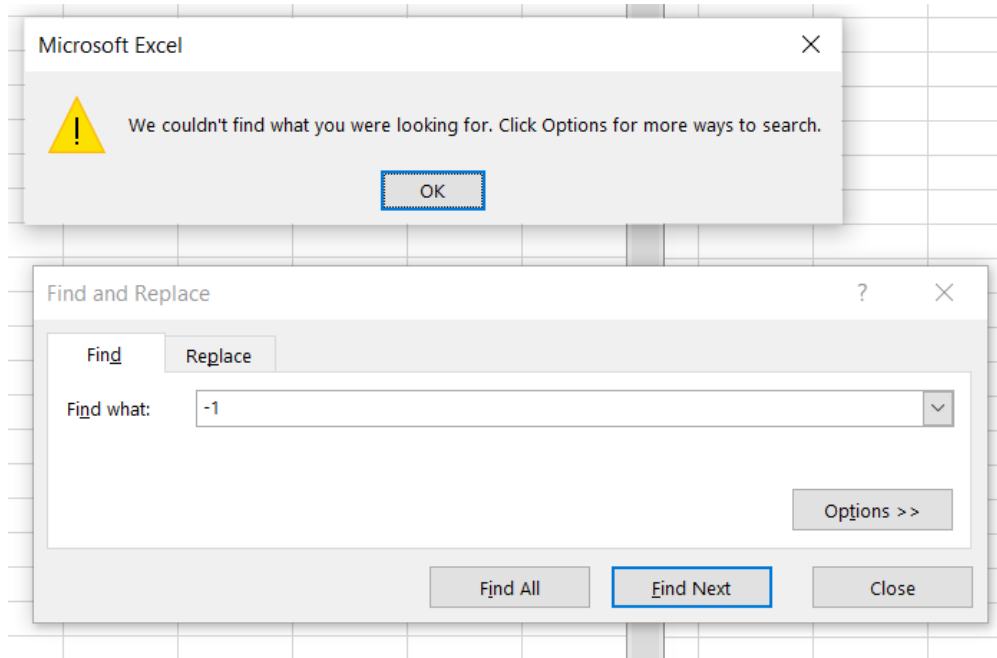 Microsoft Excel
We couldn't find what you were looking for. Click Options for more ways to search.
OK
Find and Replace
Find
Replace
Find what:
-1
Options >>
Find All
Find Next
Close